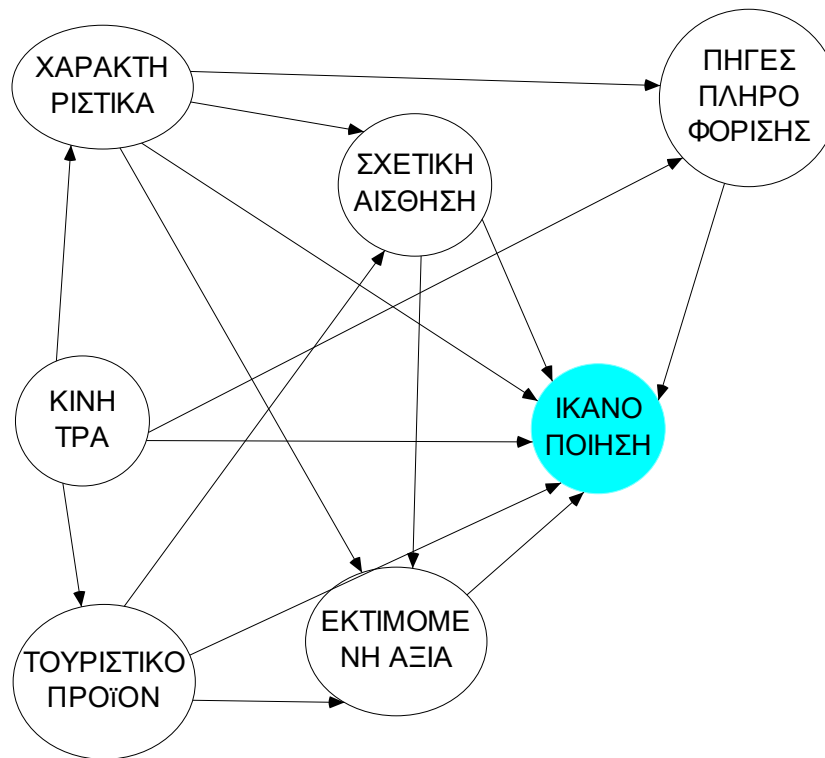 ΧΑΡΑΚΤΗ
ΡΙΣΤΙΚΑ
ΠΗΓΕΣ
ΠΛΗΡΟ
ΦΟΡΙΣΗΣ
ΣΧΕΤΙΚΗ
ΑΙΣΘΗΣΗ
ΚΙΝΗ
ΤΡΑ
ΙΚΑΝΟ
ΠΟΙΗΣΗ
ΤΟΥΡΙΣΤΙΚΟ
ΠΡΟϊΟΝ
ΕΚΤΙΜΟΜΕ
ΝΗ ΑΞΙΑ